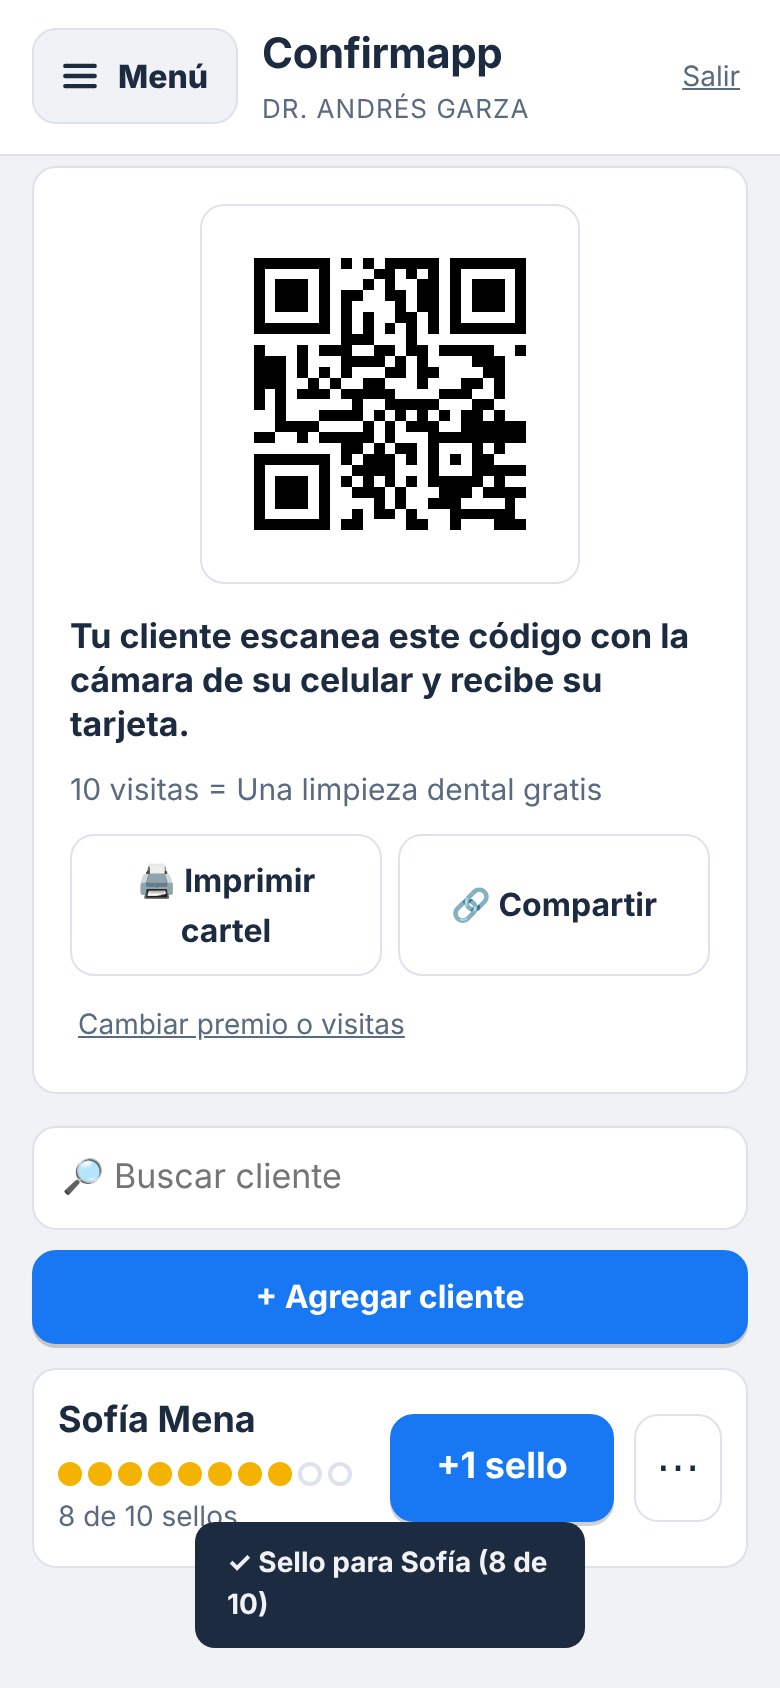 Menú
Confirmapp
DR. ANDRÉS GARZA
Salir
Tu cliente escanea este código con la
cámara de su celular y recibe su
tarjeta.
10 visitas = Una limpieza dental gratis
🖨️ Imprimir
cartel
🔗 Compartir
Cambiar premio o visitas
🔎 Buscar cliente
+ Agregar cliente
Sofía Mena
8 de 10 sellos
+1 sello
⋯
✓ Sello para Sofía (8 de
10)